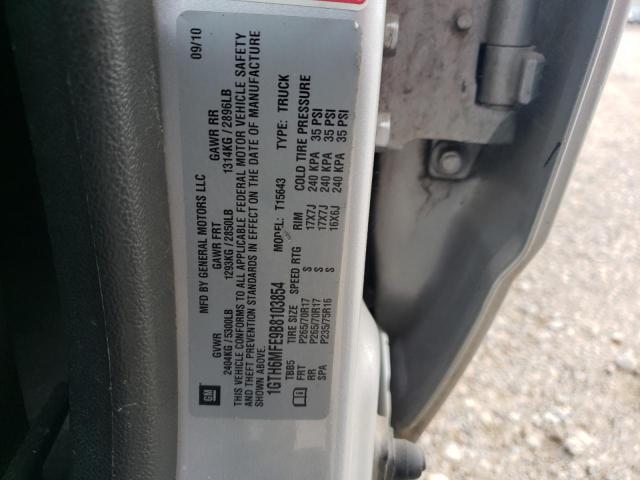 MFD BY GENERAL MOTORS LLC 09/10
GVWR GAWR FRT GAWR RR
2404KG / 5300LB 1293KG / 2850LB 1314KG / 2896LB
THIS VEHICLE CONFORMS TO ALL APPLICABLE FEDERAL MOTOR VEHICLE SAFETY
AND THEFT PREVENTION STANDARDS IN EFFECT ON THE DATE OF MANUFACTURE
SHOWN ABOVE.
GM
1GTH6MFE9B8103854 MODEL: T15643 TYPE: TRUCK
TBB5 TIRE SIZE SPEED RTG RIM COLD TIRE PRESSURE
FRT P265/70R17 S 17X7J 240 KPA 35 PSI
RR P265/70R17 S 17X7J 240 KPA 35 PSI
SPA P235/75R16 S 16X6J 240 KPA 35 PSI